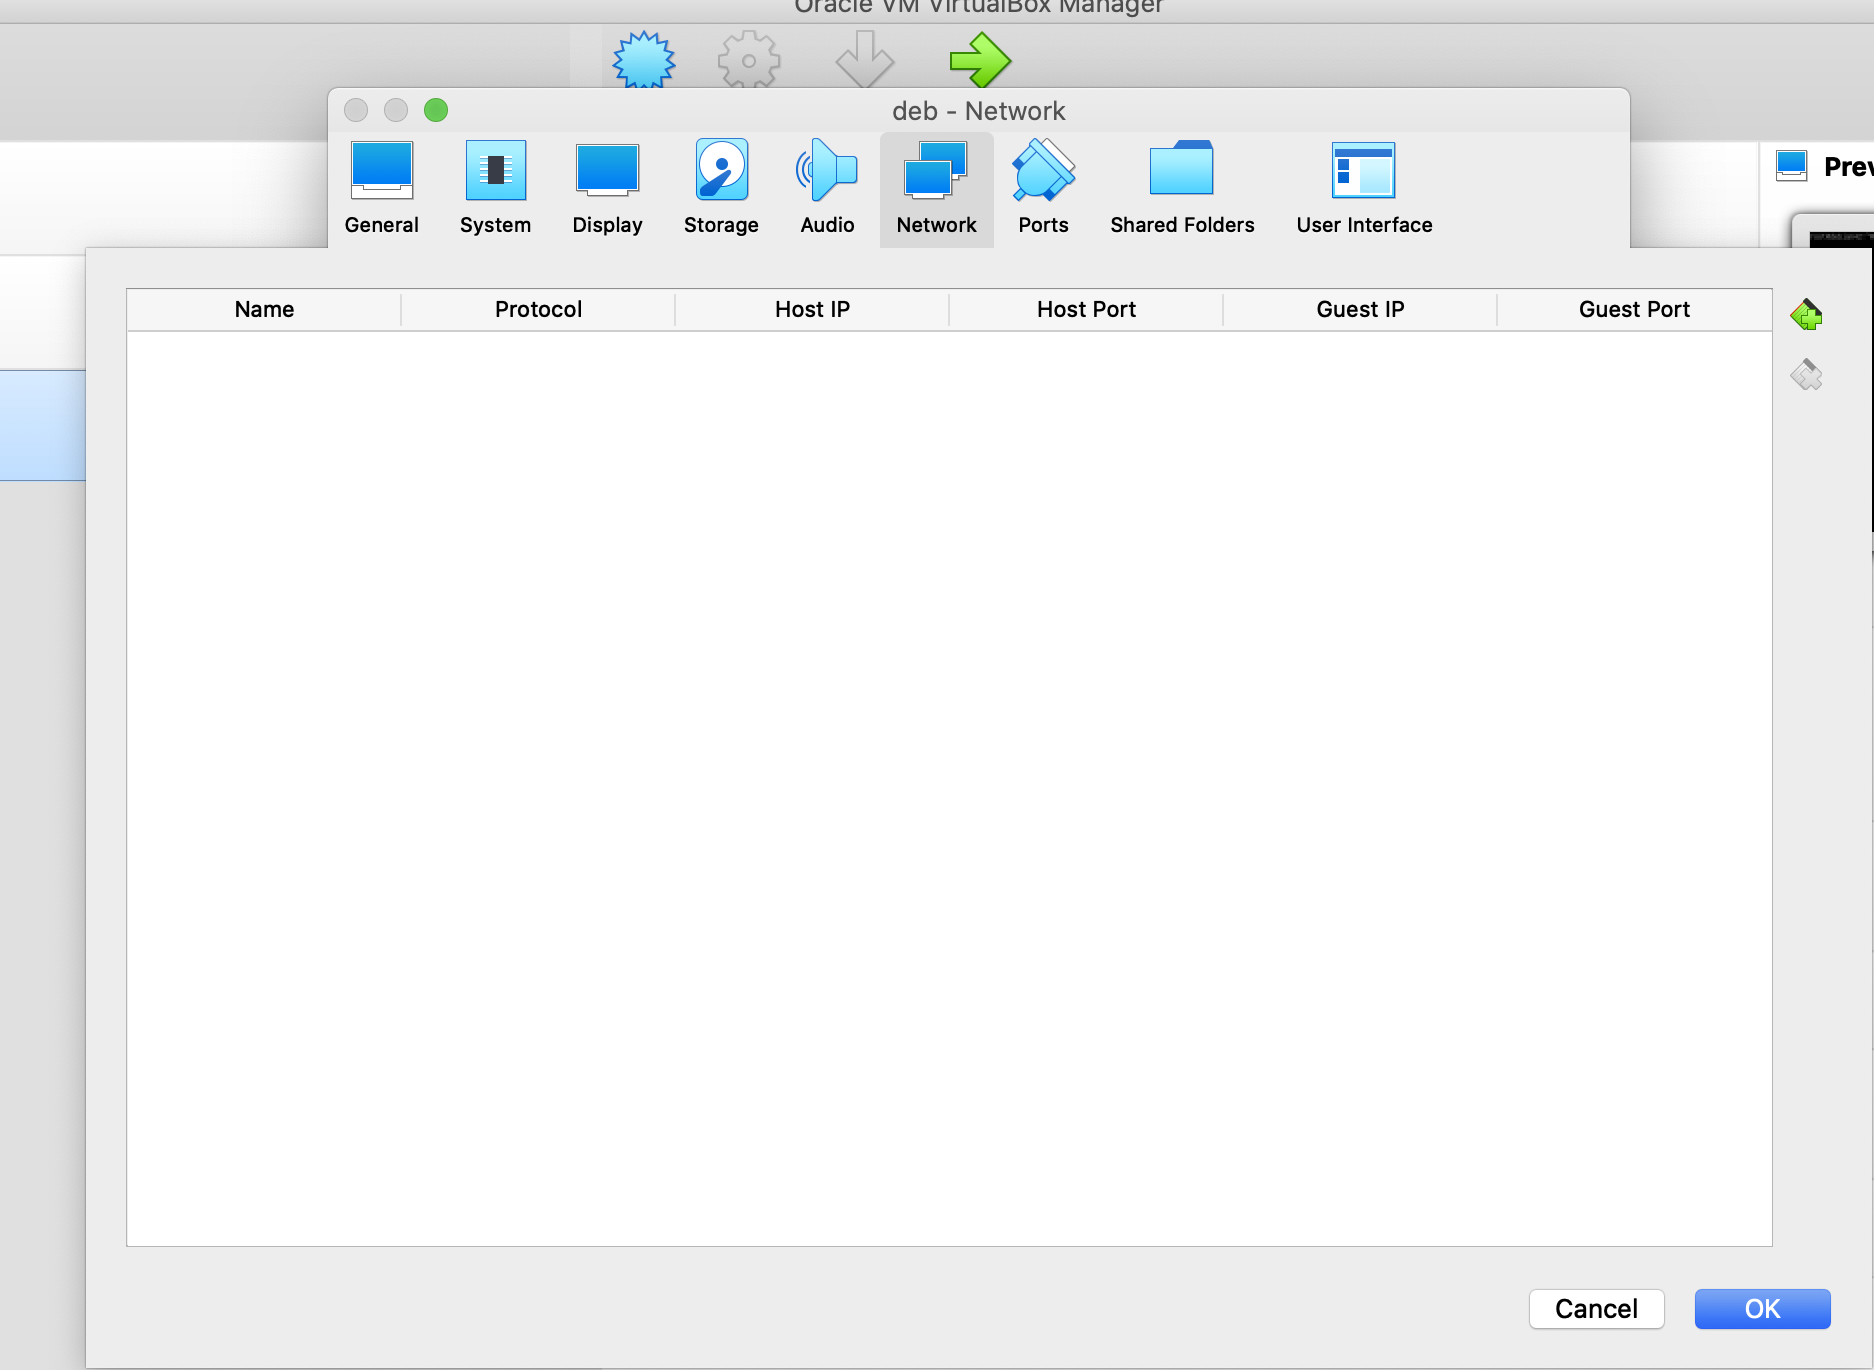 Oracle VM VirtualBox Manager
deb - Network
General System Display Storage Audio Network Ports Shared Folders User Interface
Name Protocol Host IP Host Port Guest IP Guest Port
Cancel OK